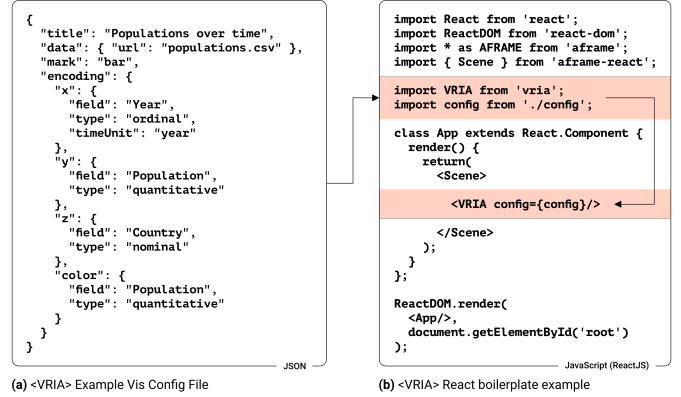 {
  "title": "Populations over time",
  "data": { "url": "populations.csv" },
  "mark": "bar",
  "encoding": {
    "x": {
      "field": "Year",
      "type": "ordinal",
      "timeUnit": "year"
    },
    "y": {
      "field": "Population",
      "type": "quantitative"
    },
    "z": {
      "field": "Country",
      "type": "nominal"
    },
    "color": {
      "field": "Population",
      "type": "quantitative"
    }
  }
}
JSON
(a) <VRIA> Example Vis Config File
import React from 'react';
import ReactDOM from 'react-dom';
import * as AFRAME from 'aframe';
import { Scene } from 'aframe-react';
import VRIA from 'vria';
import config from './config';
class App extends React.Component {
  render() {
    return(
      <Scene>
        <VRIA config={config}/>
      </Scene>
    );
  }
};
ReactDOM.render(
  <App/>,
  document.getElementById('root')
);
JavaScript (ReactJS)
(b) <VRIA> React boilerplate example